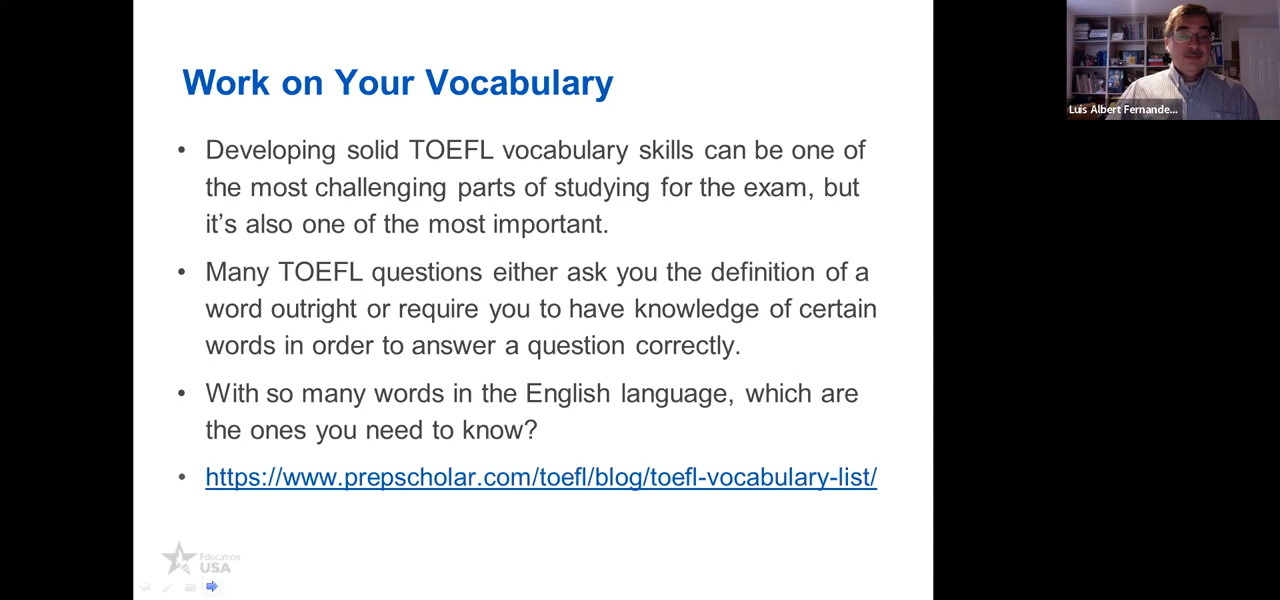 Work on Your Vocabulary
• Developing solid TOEFL vocabulary skills can be one of
the most challenging parts of studying for the exam, but
it’s also one of the most important.
• Many TOEFL questions either ask you the definition of a
word outright or require you to have knowledge of certain
words in order to answer a question correctly.
• With so many words in the English language, which are
the ones you need to know?
• https://www.prepscholar.com/toefl/blog/toefl-vocabulary-list/
Education
USA
Luis Albert Fernande...